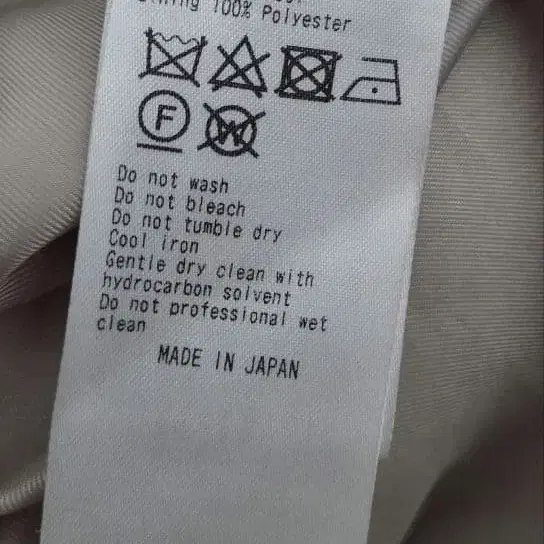 100% Polyester
F
W
Do not wash
Do not bleach
Do not tumble dry
Cool iron
Gentle dry clean with
hydrocarbon solvent
Do not professional wet
clean
MADE IN JAPAN